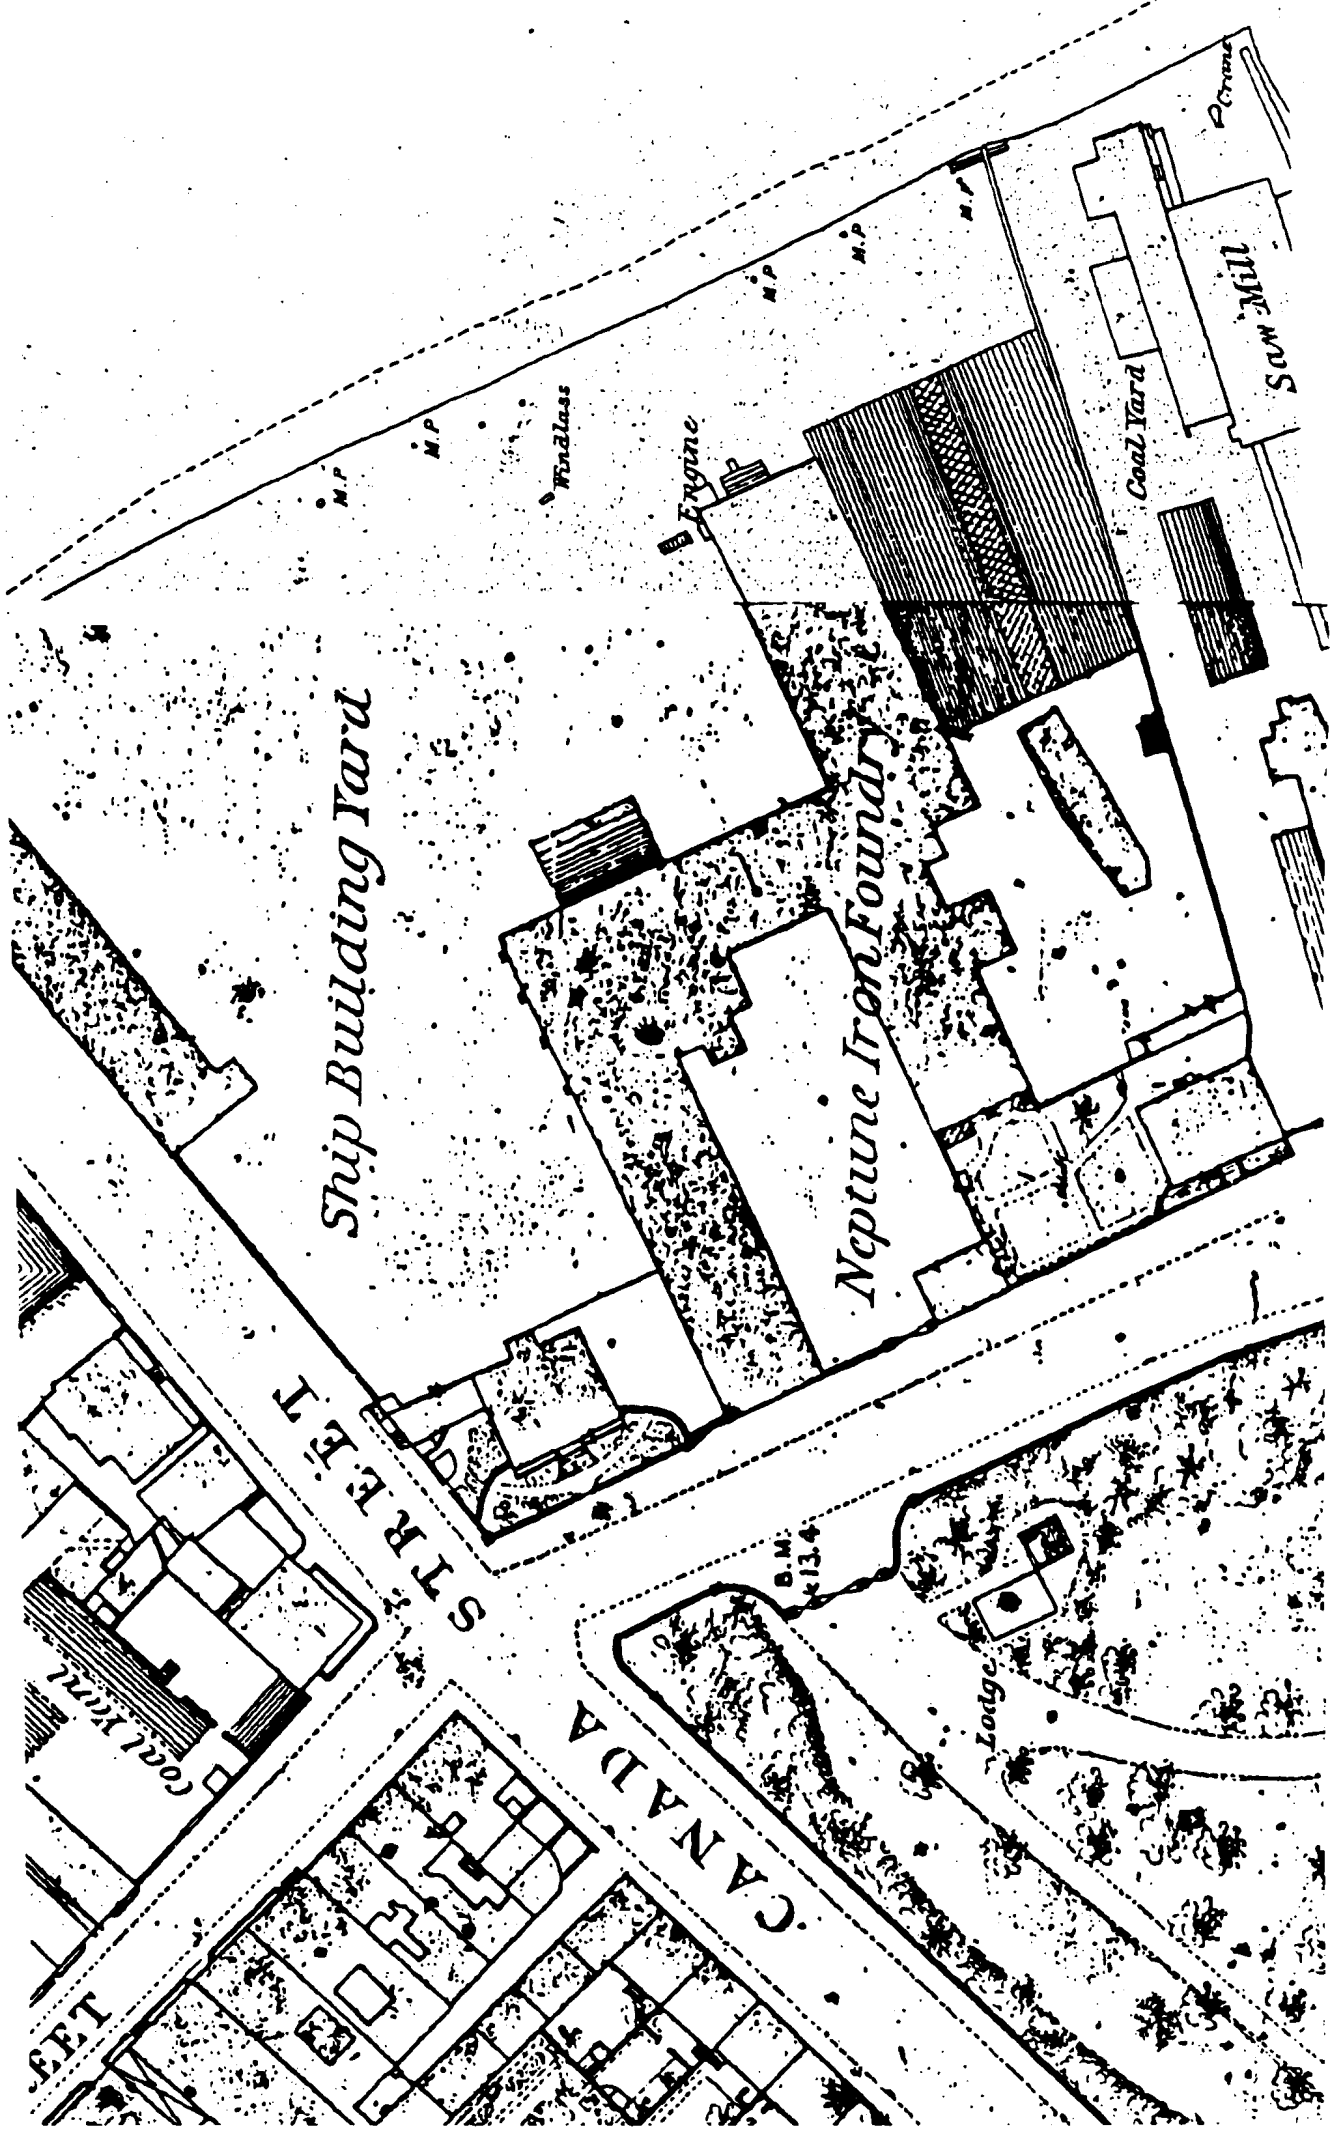 Crane
M.P
M.P
M.P
M.P
M.P
Windlass
Engine
Saw Mill
Coal Yard
Ship Building Yard
Neptune Iron Foundry
CANADA STREET
B.M.
13.4
Lodge
Coal Yard
EET